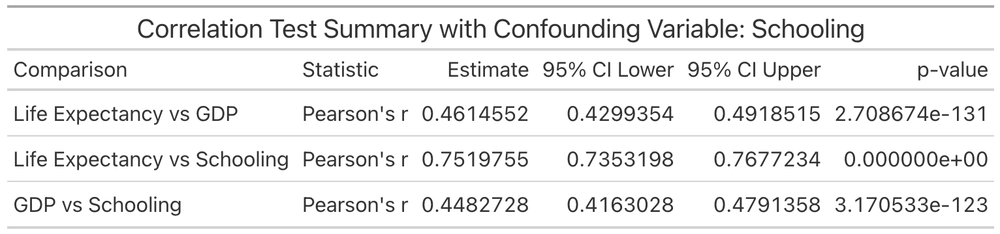 Correlation Test Summary with Confounding Variable: Schooling
Comparison Statistic Estimate 95% CI Lower 95% CI Upper p-value
Life Expectancy vs GDP Pearson's r 0.4614552 0.4299354 0.4918515 2.708674e-131
Life Expectancy vs Schooling Pearson's r 0.7519755 0.7353198 0.7677234 0.000000e+00
GDP vs Schooling Pearson's r 0.4482728 0.4163028 0.4791358 3.170533e-123